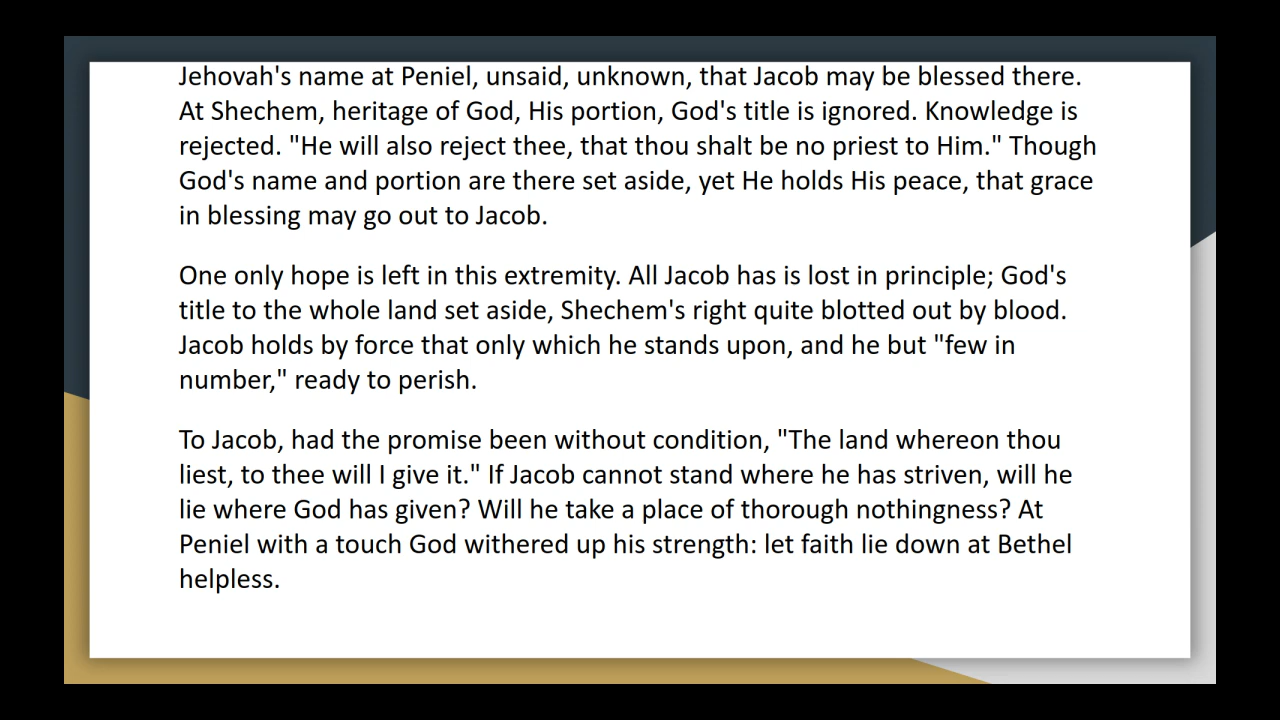 Jehovah's name at Peniel, unsaid, unknown, that Jacob may be blessed there.
At Shechem, heritage of God, His portion, God's title is ignored. Knowledge is
rejected. "He will also reject thee, that thou shalt be no priest to Him." Though
God's name and portion are there set aside, yet He holds His peace, that grace
in blessing may go out to Jacob.
One only hope is left in this extremity. All Jacob has is lost in principle; God's
title to the whole land set aside, Shechem's right quite blotted out by blood.
Jacob holds by force that only which he stands upon, and he but "few in
number," ready to perish.
To Jacob, had the promise been without condition, "The land whereon thou
liest, to thee will I give it." If Jacob cannot stand where he has striven, will he
lie where God has given? Will he take a place of thorough nothingness? At
Peniel with a touch God withered up his strength: let faith lie down at Bethel
helpless.